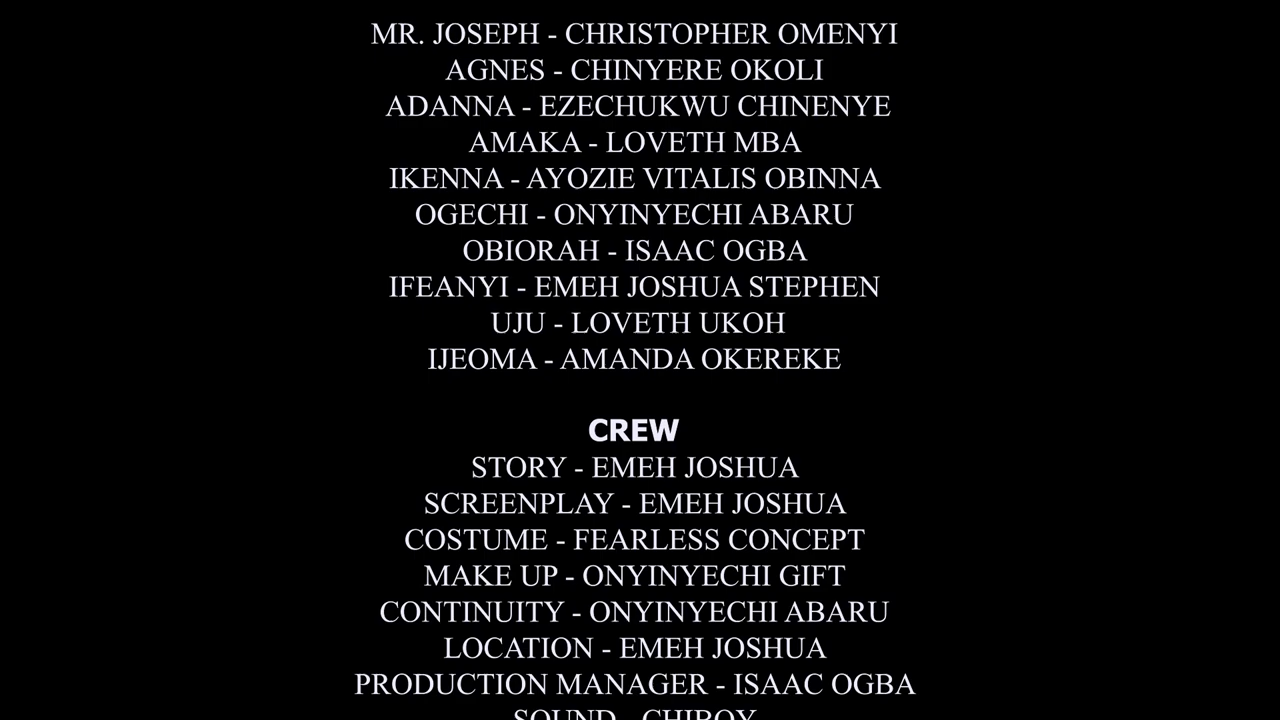 MR. JOSEPH - CHRISTOPHER OMENYI
AGNES - CHINYERE OKOLI
ADANNA - EZECHUKWU CHINENYE
AMAKA - LOVETH MBA
IKENNA - AYOZIE VITALIS OBINNA
OGECHI - ONYINYECHI ABARU
OBIORAH - ISAAC OGBA
IFEANYI - EMEH JOSHUA STEPHEN
UJU - LOVETH UKOH
IJEOMA - AMANDA OKEREKE
CREW
STORY - EMEH JOSHUA
SCREENPLAY - EMEH JOSHUA
COSTUME - FEARLESS CONCEPT
MAKE UP - ONYINYECHI GIFT
CONTINUITY - ONYINYECHI ABARU
LOCATION - EMEH JOSHUA
PRODUCTION MANAGER - ISAAC OGBA
SOUND - CHIBOY